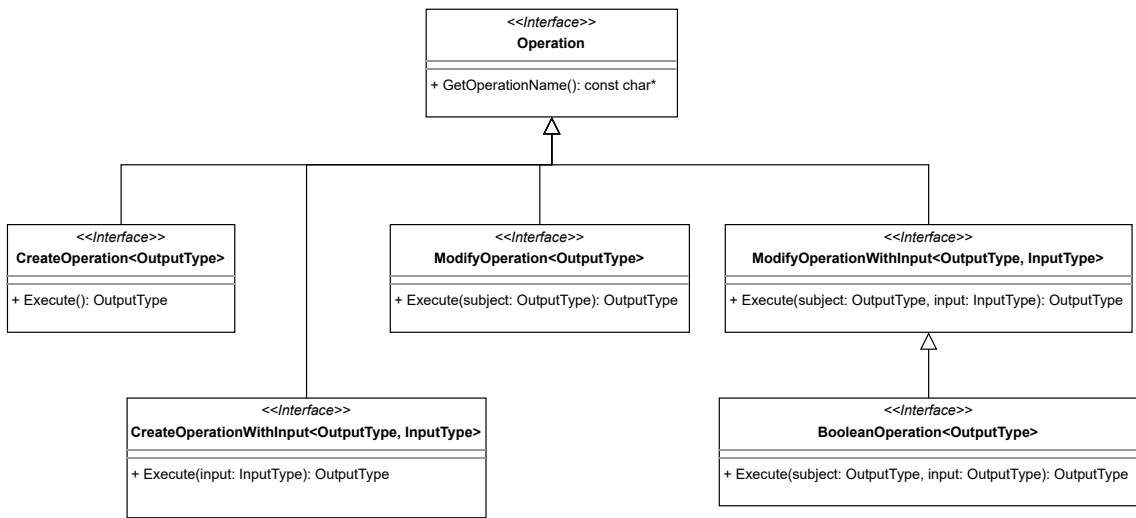 <<Interface>>
Operation
+ GetOperationName(): const char*
<<Interface>>
CreateOperation<OutputType>
+ Execute(): OutputType
<<Interface>>
ModifyOperation<OutputType>
+ Execute(subject: OutputType): OutputType
<<Interface>>
ModifyOperationWithInput<OutputType, InputType>
+ Execute(subject: OutputType, input: InputType): OutputType
<<Interface>>
CreateOperationWithInput<OutputType, InputType>
+ Execute(input: InputType): OutputType
<<Interface>>
BooleanOperation<OutputType>
+ Execute(subject: OutputType, input: OutputType): OutputType